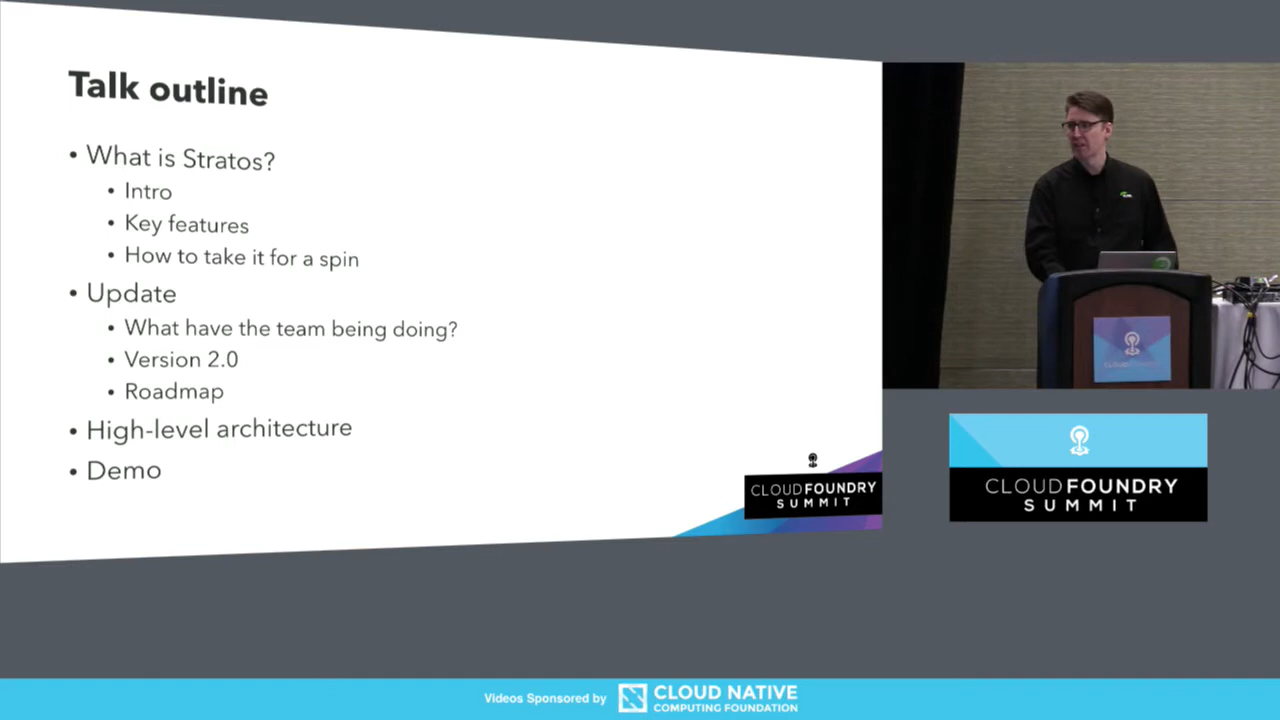 Talk outline
• What is Stratos?
• Intro
• Key features
• How to take it for a spin
• Update
• What have the team being doing?
• Version 2.0
• Roadmap
• High-level architecture
• Demo
CLOUDFOUNDRY
SUMMIT
CLOUDFOUNDRY
SUMMIT
Videos Sponsored by
CLOUD NATIVE
COMPUTING FOUNDATION